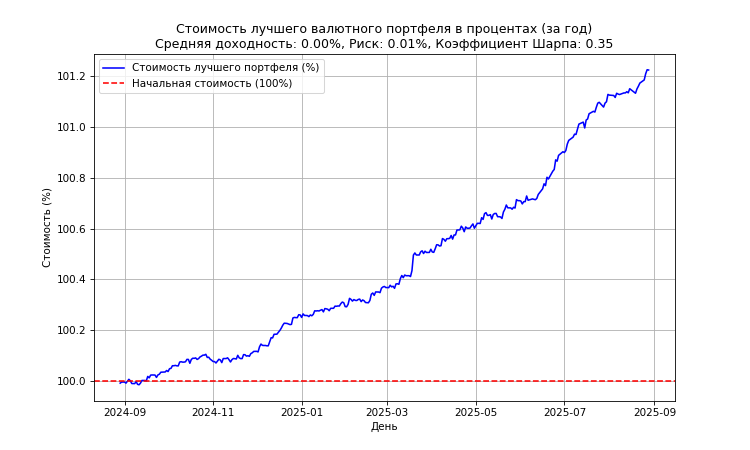 Стоимость лучшего валютного портфеля в процентах (за год)
Средняя доходность: 0.00%, Риск: 0.01%, Коэффициент Шарпа: 0.35
Стоимость лучшего портфеля (%)
Начальная стоимость (100%)
Стоимость (%)
101.2
101.0
100.8
100.6
100.4
100.2
100.0
2024-09
2024-11
2025-01
2025-03
2025-05
2025-07
2025-09
День